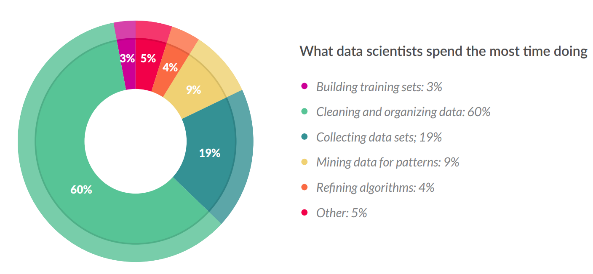 What data scientists spend the most time doing
3%
5%
4%
9%
19%
60%
Building training sets: 3%
Cleaning and organizing data: 60%
Collecting data sets; 19%
Mining data for patterns: 9%
Refining algorithms: 4%
Other: 5%